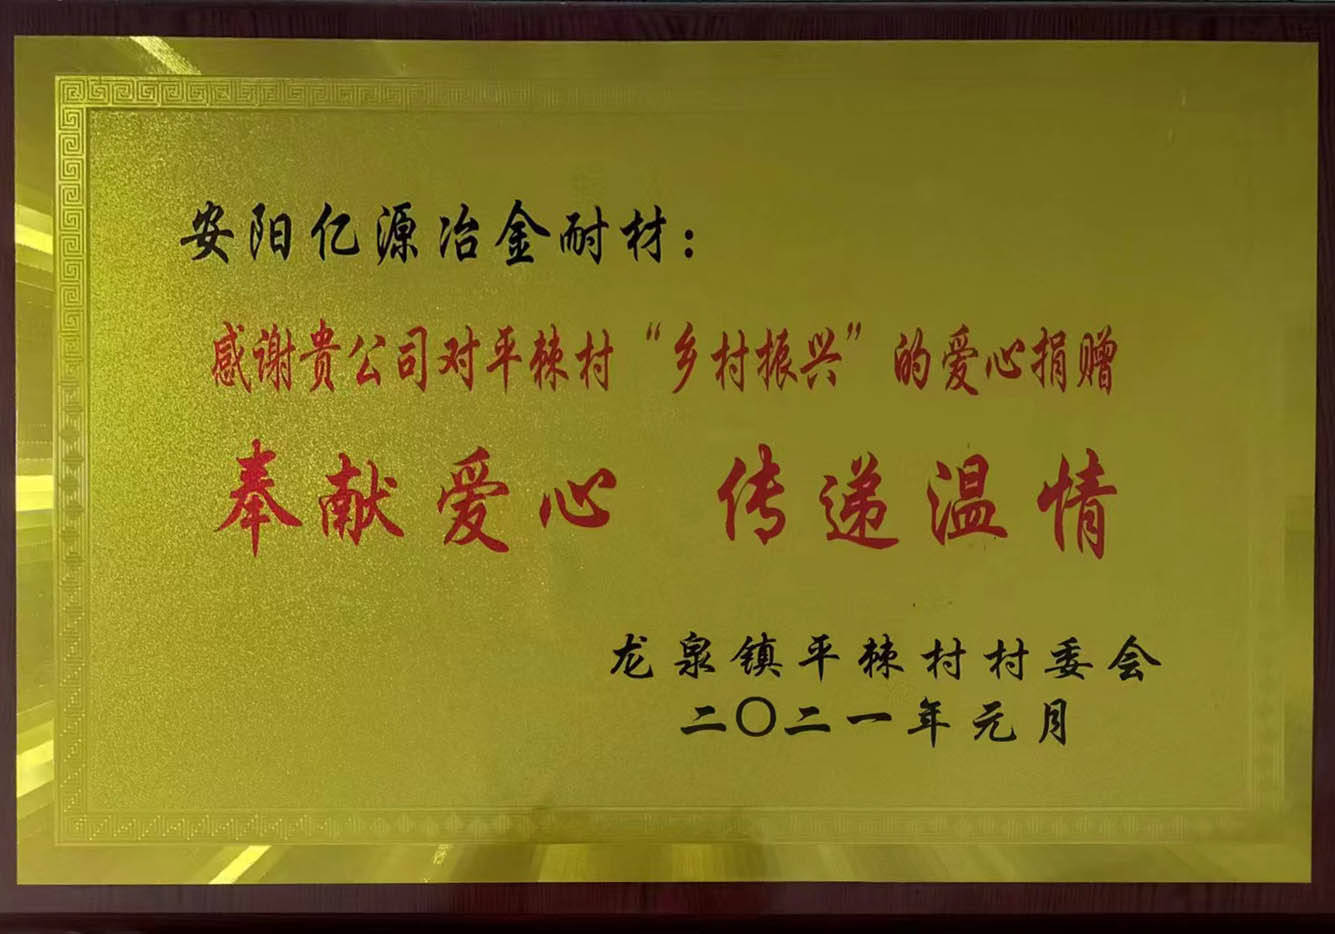 安阳亿源冶金耐材：
感谢贵公司对平棘村“乡村振兴”的爱心捐赠
奉献爱心 传递温情
龙泉镇平棘村村委会
二〇二一年元月